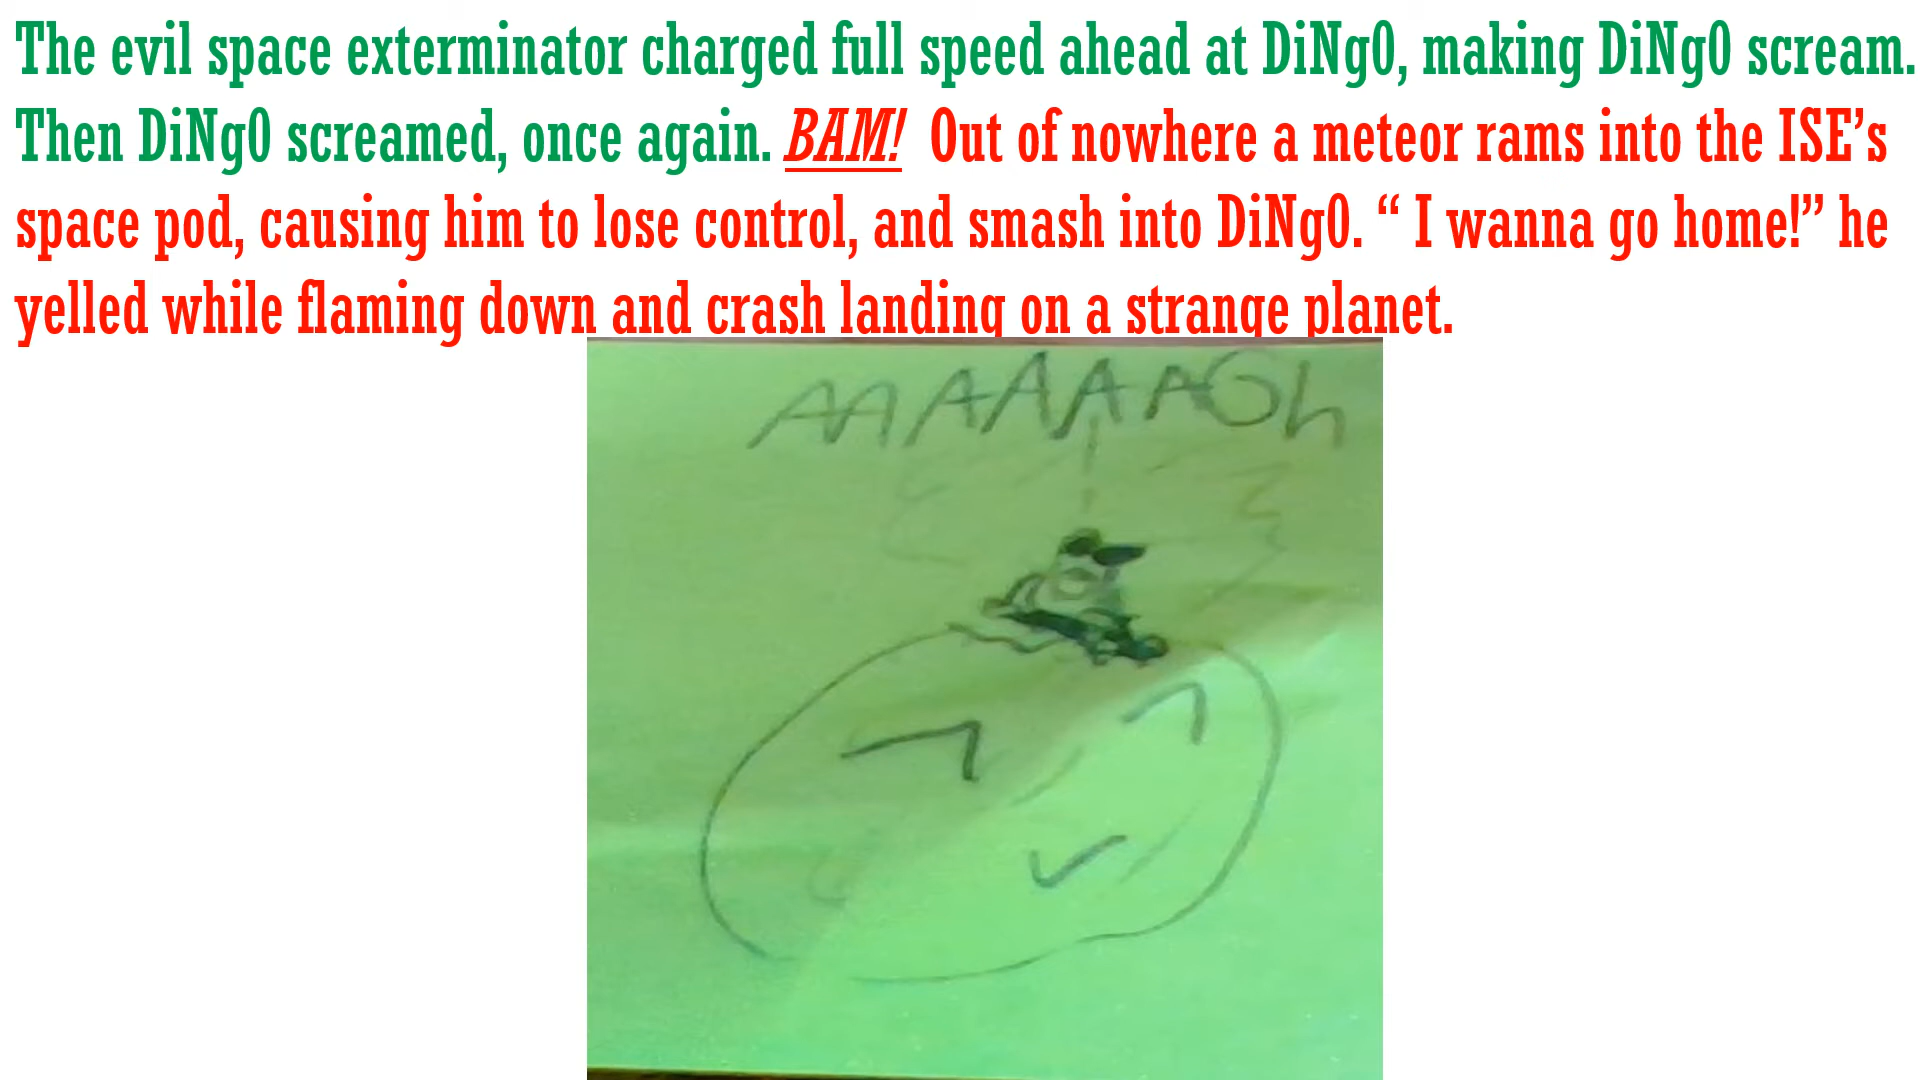 The evil space exterminator charged full speed ahead at DiNg0, making DiNg0 scream.
Then DiNg0 screamed, once again. BAM!  Out of nowhere a meteor rams into the ISE’s
space pod, causing him to lose control, and smash into DiNg0. “ I wanna go home!” he
yelled while flaming down and crash landing on a strange planet.
AAAAAAAGh